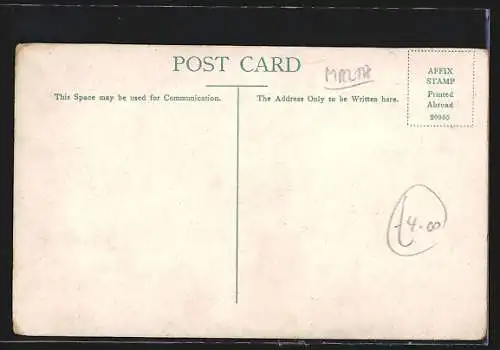 POST CARD
MALTA
This Space may be used for Communication.
The Address Only to be Written here.
AFFIX
STAMP
Printed
Abroad
20965
4.00